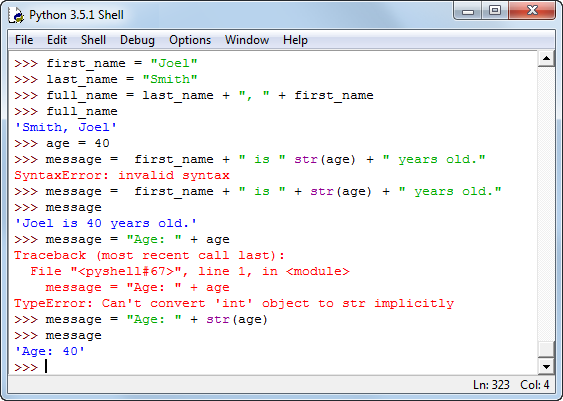 Python 3.5.1 Shell
File Edit Shell Debug Options Window Help
>>> first_name = "Joel"
>>> last_name = "Smith"
>>> full_name = last_name + ", " + first_name
>>> full_name
'Smith, Joel'
>>> age = 40
>>> message =  first_name + " is " str(age) + " years old."
SyntaxError: invalid syntax
>>> message =  first_name + " is " + str(age) + " years old."
>>> message
'Joel is 40 years old.'
>>> message = "Age: " + age
Traceback (most recent call last):
  File "<pyshell#67>", line 1, in <module>
    message = "Age: " + age
TypeError: Can't convert 'int' object to str implicitly
>>> message = "Age: " + str(age)
>>> message
'Age: 40'
>>>
Ln: 323 Col: 4